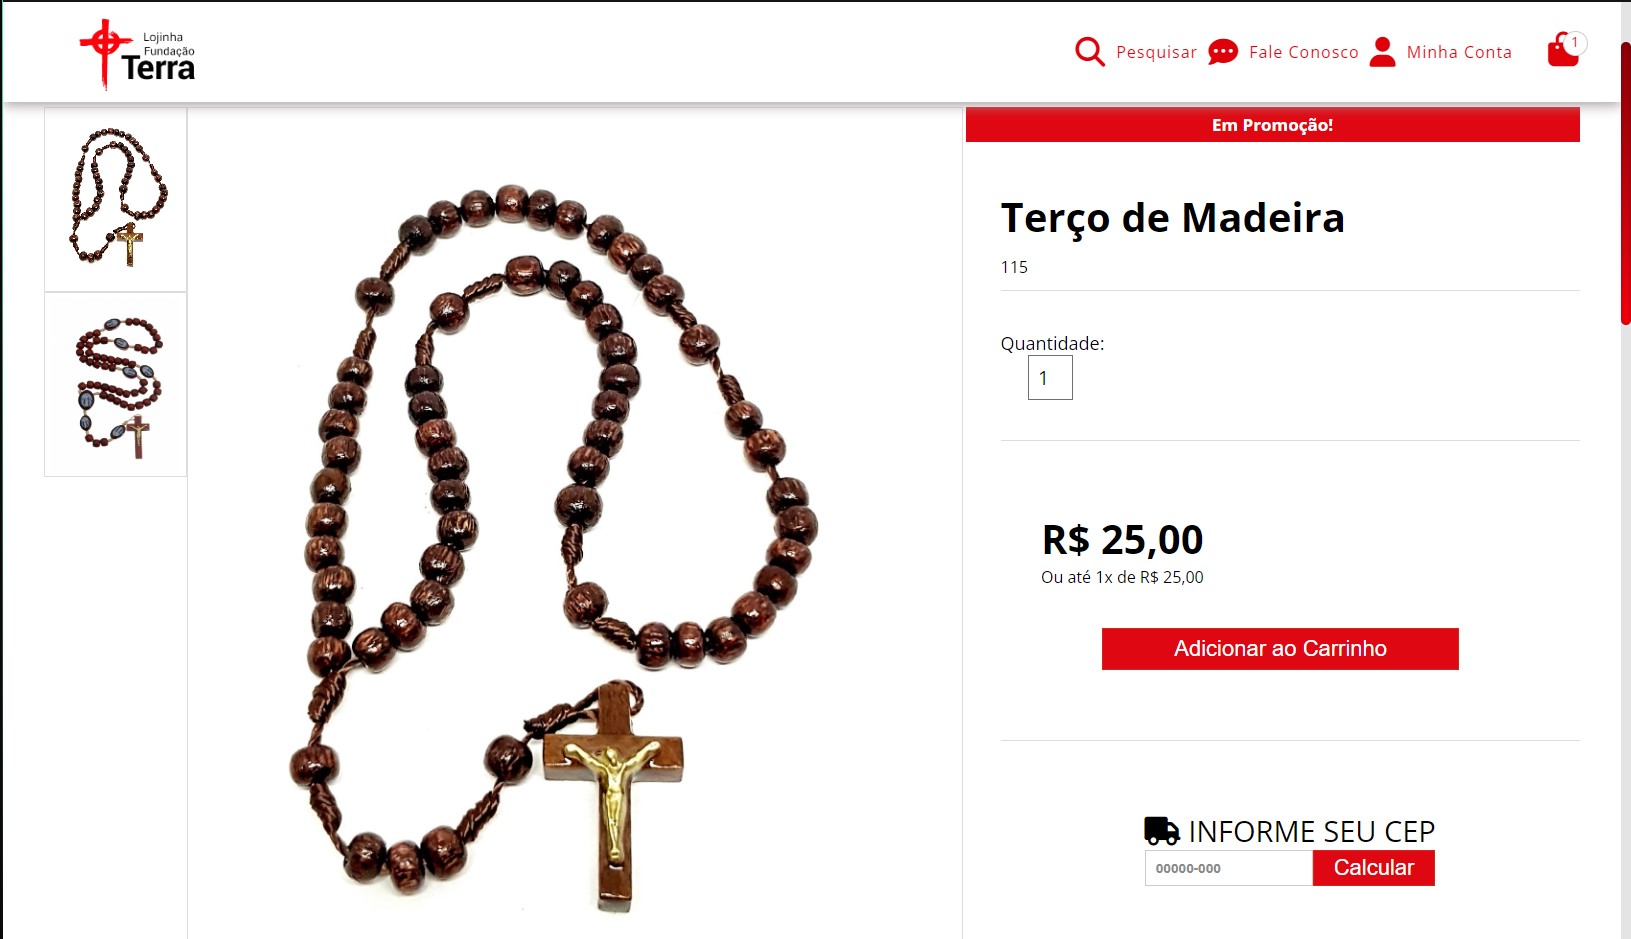 Lojinha
Fundação
Terra
Pesquisar
Fale Conosco
Minha Conta
1
Em Promoção!
Terço de Madeira
115
Quantidade:
1
R$ 25,00
Ou até 1x de R$ 25,00
Adicionar ao Carrinho
INFORME SEU CEP
00000-000
Calcular